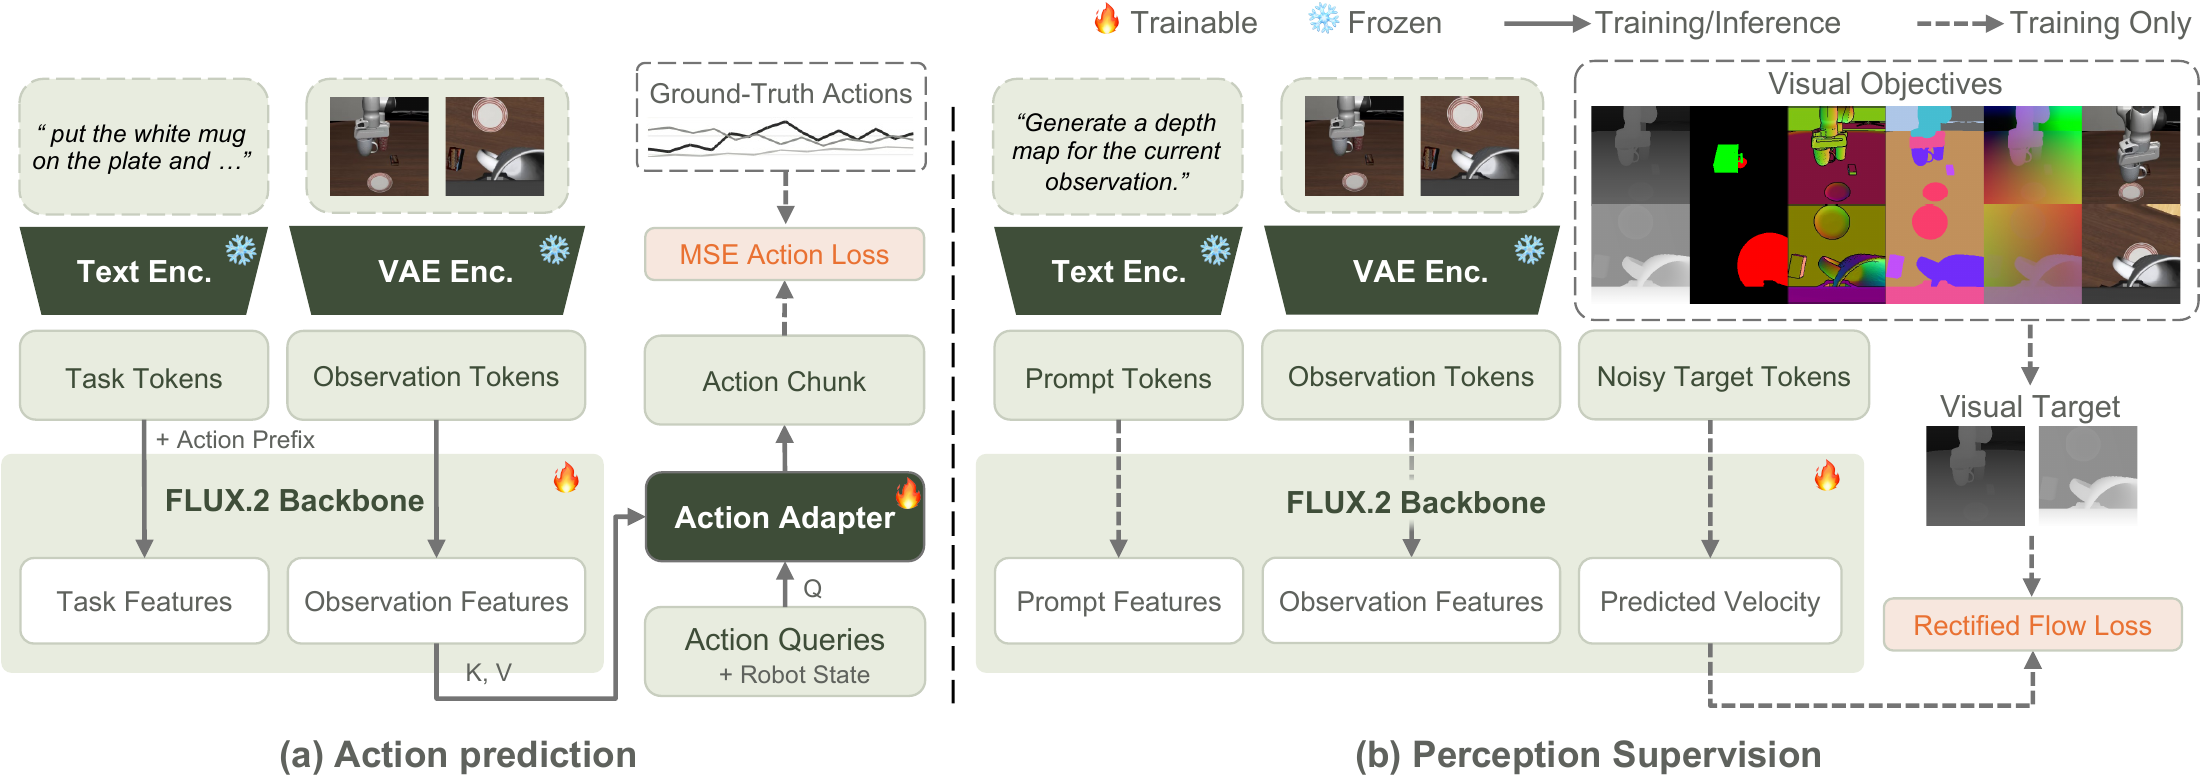 Trainable
Frozen
Training/Inference
Training Only
“ put the white mug
on the plate and …”
Ground-Truth Actions
Text Enc.
VAE Enc.
MSE Action Loss
Task Tokens
Observation Tokens
Action Chunk
+ Action Prefix
FLUX.2 Backbone
Action Adapter
Task Features
Observation Features
Q
Action Queries
+ Robot State
K, V
(a) Action prediction
“Generate a depth
map for the current
observation.”
Visual Objectives
Text Enc.
VAE Enc.
Prompt Tokens
Observation Tokens
Noisy Target Tokens
Visual Target
FLUX.2 Backbone
Prompt Features
Observation Features
Predicted Velocity
Rectified Flow Loss
(b) Perception Supervision